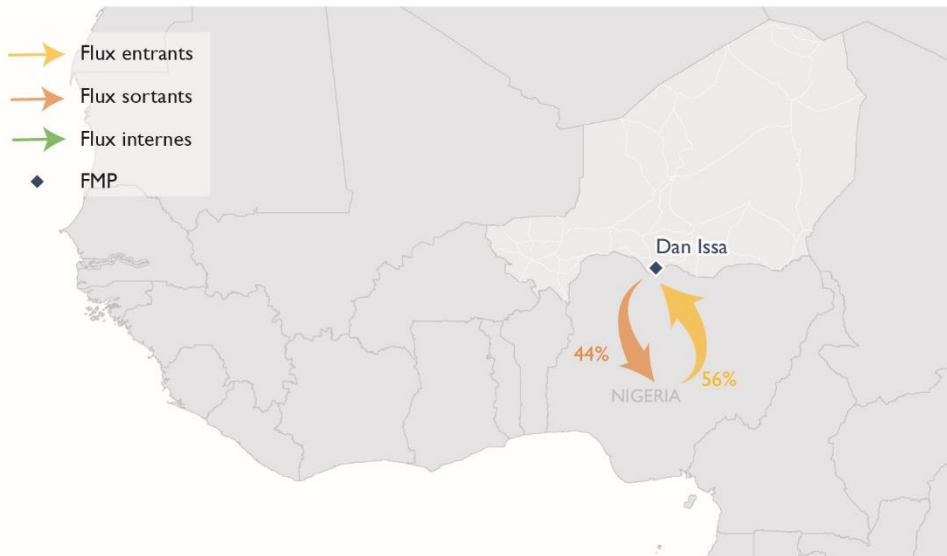 Flux entrants
Flux sortants
Flux internes
FMP
Dan Issa
44%
56%
NIGERIA